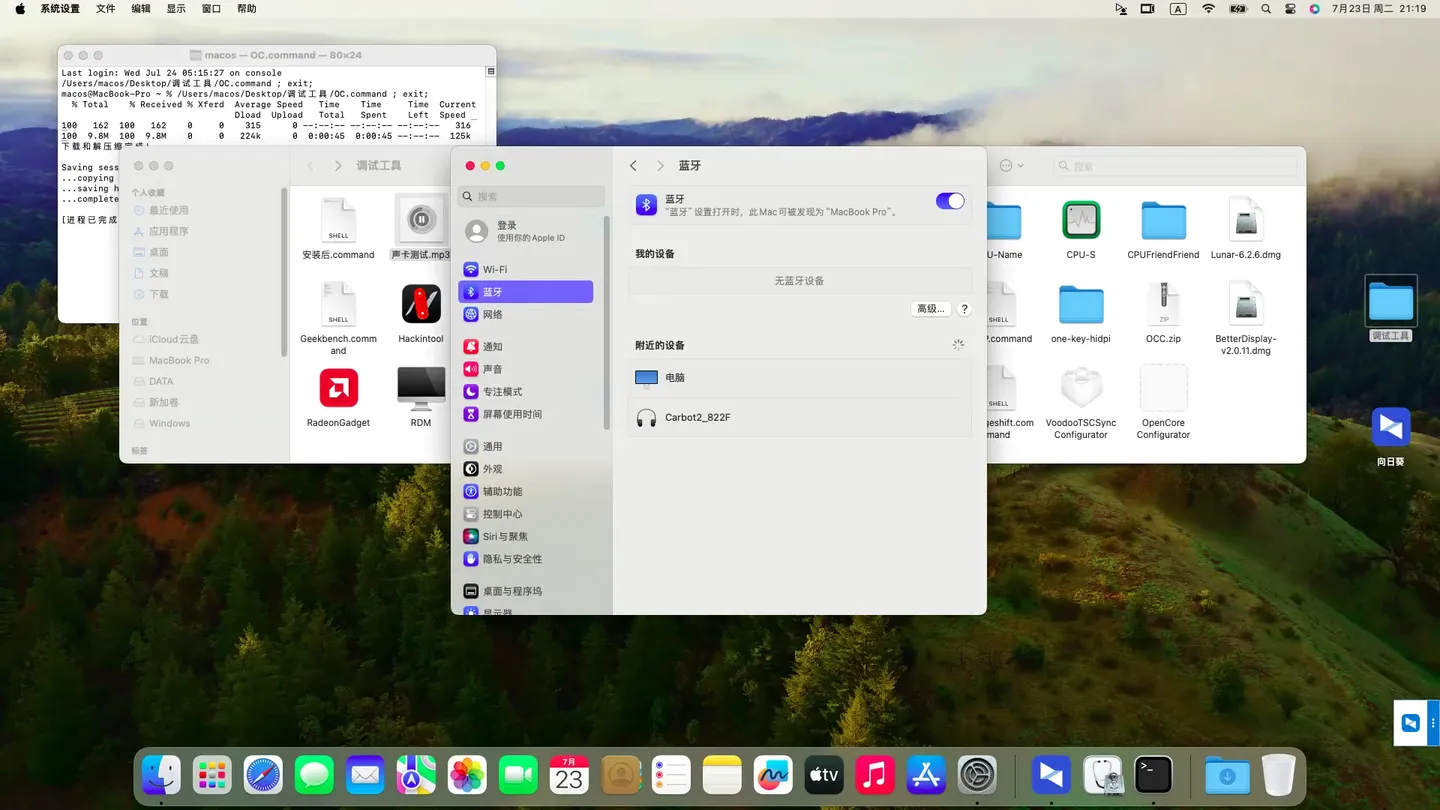 系统设置 文件 编辑 显示 窗口 帮助
A 7月23日 周二 21:19
macos — OC.command — 80×24
Last login: Wed Jul 24 05:15:27 on console
/Users/macos/Desktop/调试工具/OC.command ; exit;
macos@MacBook-Pro ~ % /Users/macos/Desktop/调试工具/OC.command ; exit;
% Total % Received % Xferd Average Speed Time Time Time Current
Dload Upload Total Spent Left Speed
100 162 100 162 0 0 315 0 --:--:-- --:--:-- --:--:-- 316
100 9.8M 100 9.8M 0 0 224k 0 0:00:45 0:00:45 --:--:-- 125k
下载和解压缩完成!
Saving sess
...copying
...saving h
...complete
[进程已完成
调试工具
个人收藏
最近使用
应用程序
桌面
文稿
下载
位置
iCloud云盘
MacBook Pro
DATA
新加卷
Windows
标签
SHELL
安装后.command
声卡测试.mp3
SHELL
Geekbench.comm
and
Hackintool
RadeonGadget
RDM
搜索
登录
使用你的Apple ID
Wi-Fi
蓝牙
网络
通知
声音
专注模式
屏幕使用时间
通用
外观
辅助功能
控制中心
Siri与聚焦
隐私与安全性
桌面与程序坞
显示器
蓝牙
蓝牙
“蓝牙”设置打开时，此Mac可被发现为“MacBook Pro”。
我的设备
无蓝牙设备
高级... ?
附近的设备
电脑
Carbot2_822F
搜索
U-Name
CPU-S
CPUFriendFriend
Lunar-6.2.6.dmg
SHELL
P.command
one-key-hidpi
ZIP
OCC.zip
BetterDisplay-
v2.0.11.dmg
SHELL
geshift.com
mand
VoodooTSCSync
Configurator
OpenCore
Configurator
调试工具
向日葵
7月
23
tv